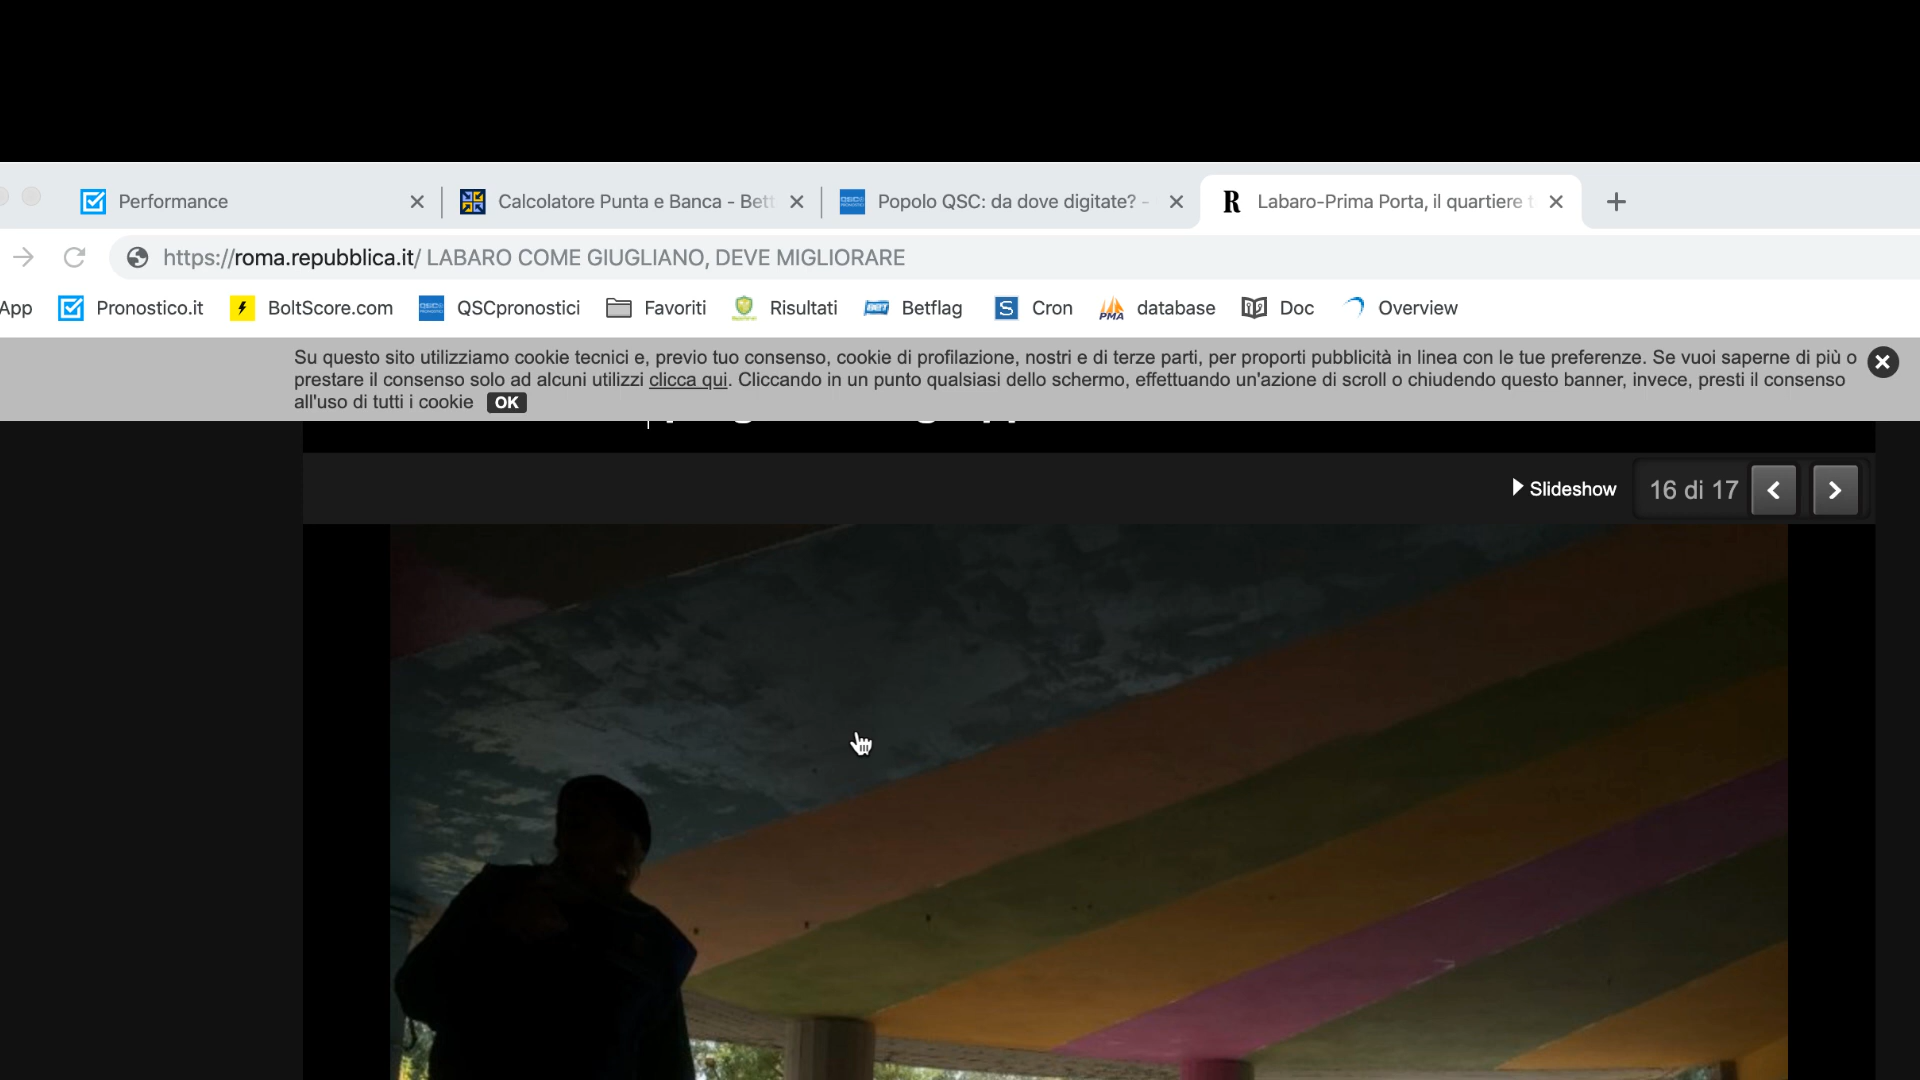 Performance
Calcolatore Punta e Banca - Bett
Popolo QSC: da dove digitate? -
R Labaro-Prima Porta, il quartiere t
https://roma.repubblica.it/ LABARO COME GIUGLIANO, DEVE MIGLIORARE
App Pronostico.it BoltScore.com QSCpronostici Favoriti Risultati Betflag S Cron PMA database Doc Overview
Su questo sito utilizziamo cookie tecnici e, previo tuo consenso, cookie di profilazione, nostri e di terze parti, per proporti pubblicità in linea con le tue preferenze. Se vuoi saperne di più o
prestare il consenso solo ad alcuni utilizzi clicca qui. Cliccando in un punto qualsiasi dello schermo, effettuando un'azione di scroll o chiudendo questo banner, invece, presti il consenso
all'uso di tutti i cookie OK
Slideshow 16 di 17